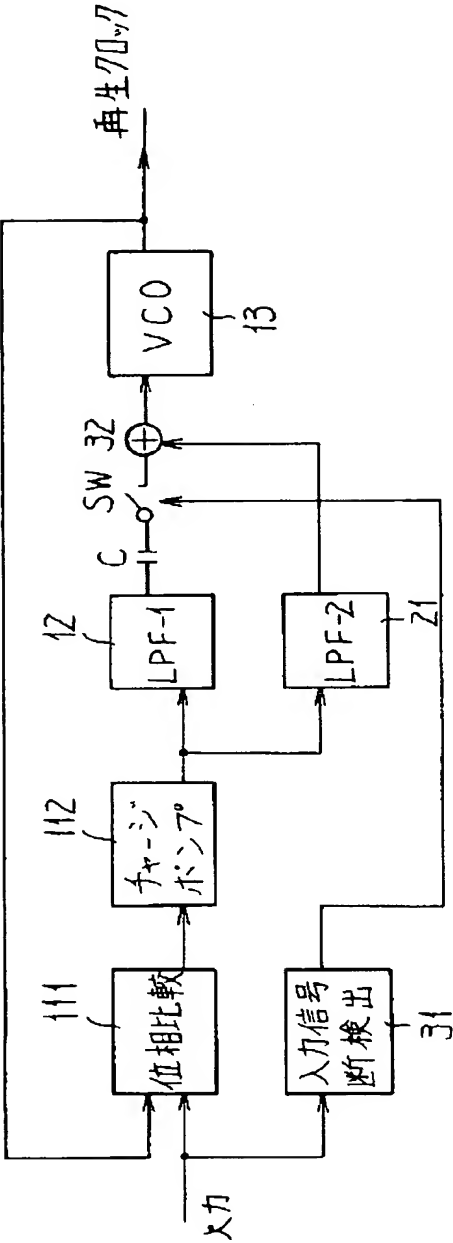 入力
111
位相比較
入力信号
断検出
31
112
チャージ
ポンプ
12
LPF-1
LPF-2
21
C
SW
32
VCO
13
再生クロック